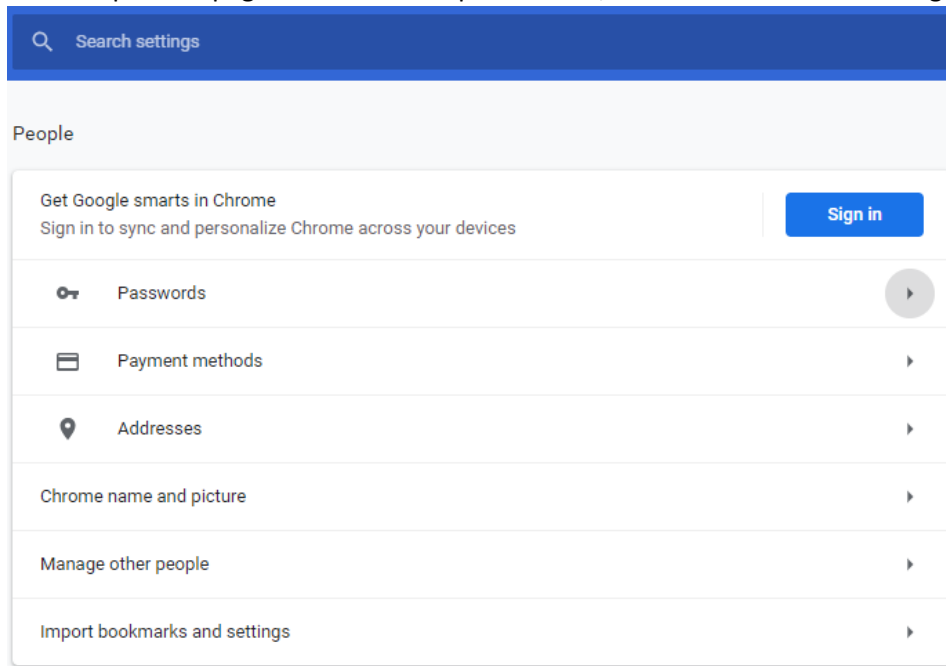 Search settings
People
Get Google smarts in Chrome
Sign in to sync and personalize Chrome across your devices
Sign in
Passwords
Payment methods
Addresses
Chrome name and picture
Manage other people
Import bookmarks and settings